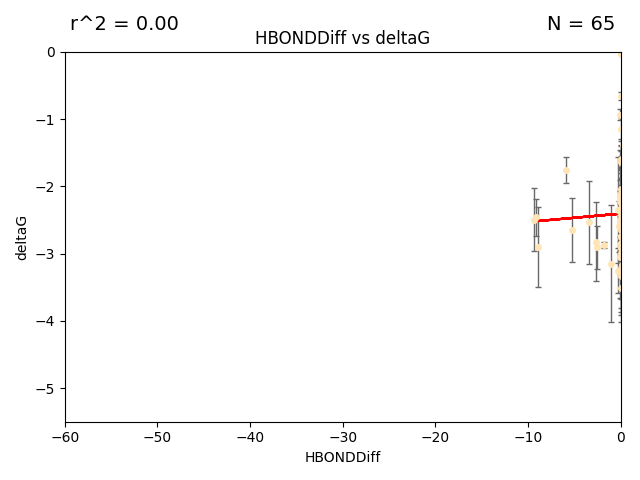 r^2 = 0.00
N = 65
HBONDDiff vs deltaG
0
−1
−2
−3
−4
−5
deltaG
−60
−50
−40
−30
−20
−10
0
HBONDDiff